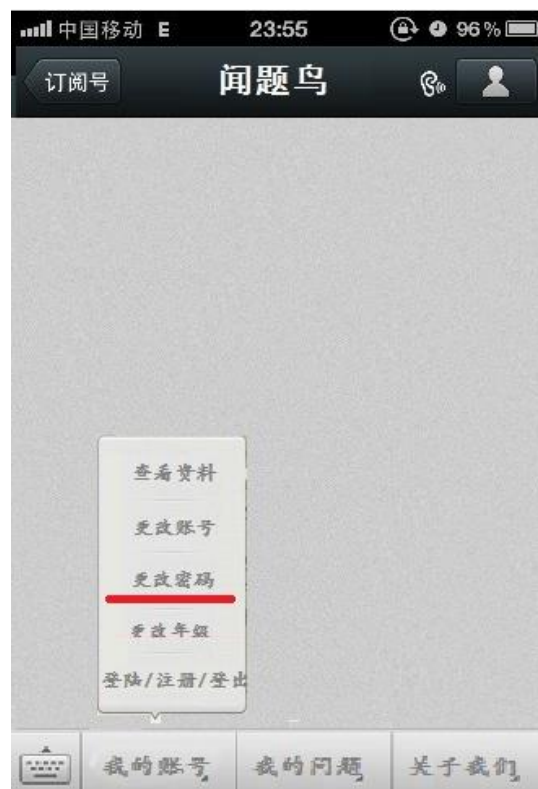 中国移动 E 23:55 96%
订阅号 闻题鸟
查看资料
更改账号
更改密码
更改年级
登陆/注册/登出
我的账号 我的问题 关于我们